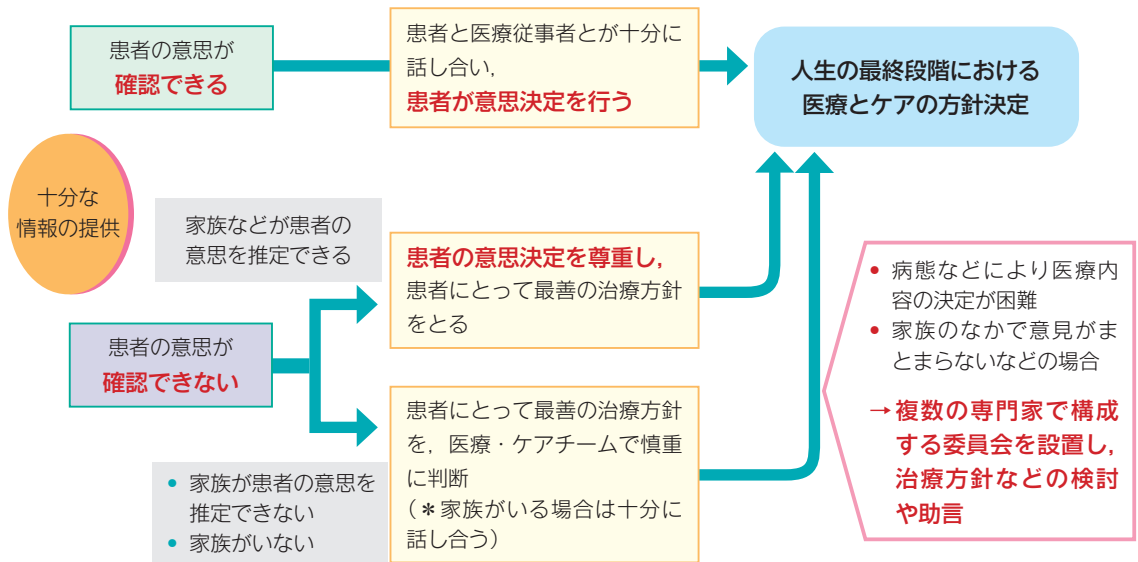 患者の意思が
確認できる
患者と医療従事者とが十分に
話し合い,
患者が意思決定を行う
人生の最終段階における
医療とケアの方針決定
十分な
情報の提供
家族などが患者の
意思を推定できる
患者の意思決定を尊重し,
患者にとって最善の治療方針
をとる
患者の意思が
確認できない
患者にとって最善の治療方針
を,医療・ケアチームで慎重
に判断
(*家族がいる場合は十分に
話し合う)
• 家族が患者の意思を
推定できない
• 家族がいない
• 病態などにより医療内
容の決定が困難
• 家族のなかで意見がま
とまらないなどの場合
→複数の専門家で構成
する委員会を設置し,
治療方針などの検討
や助言